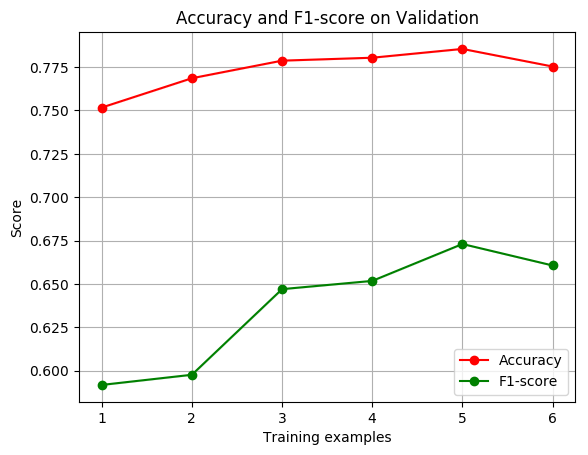 Accuracy and F1-score on Validation
Score
0.775
0.750
0.725
0.700
0.675
0.650
0.625
0.600
Accuracy
F1-score
1 2 3 4 5 6
Training examples